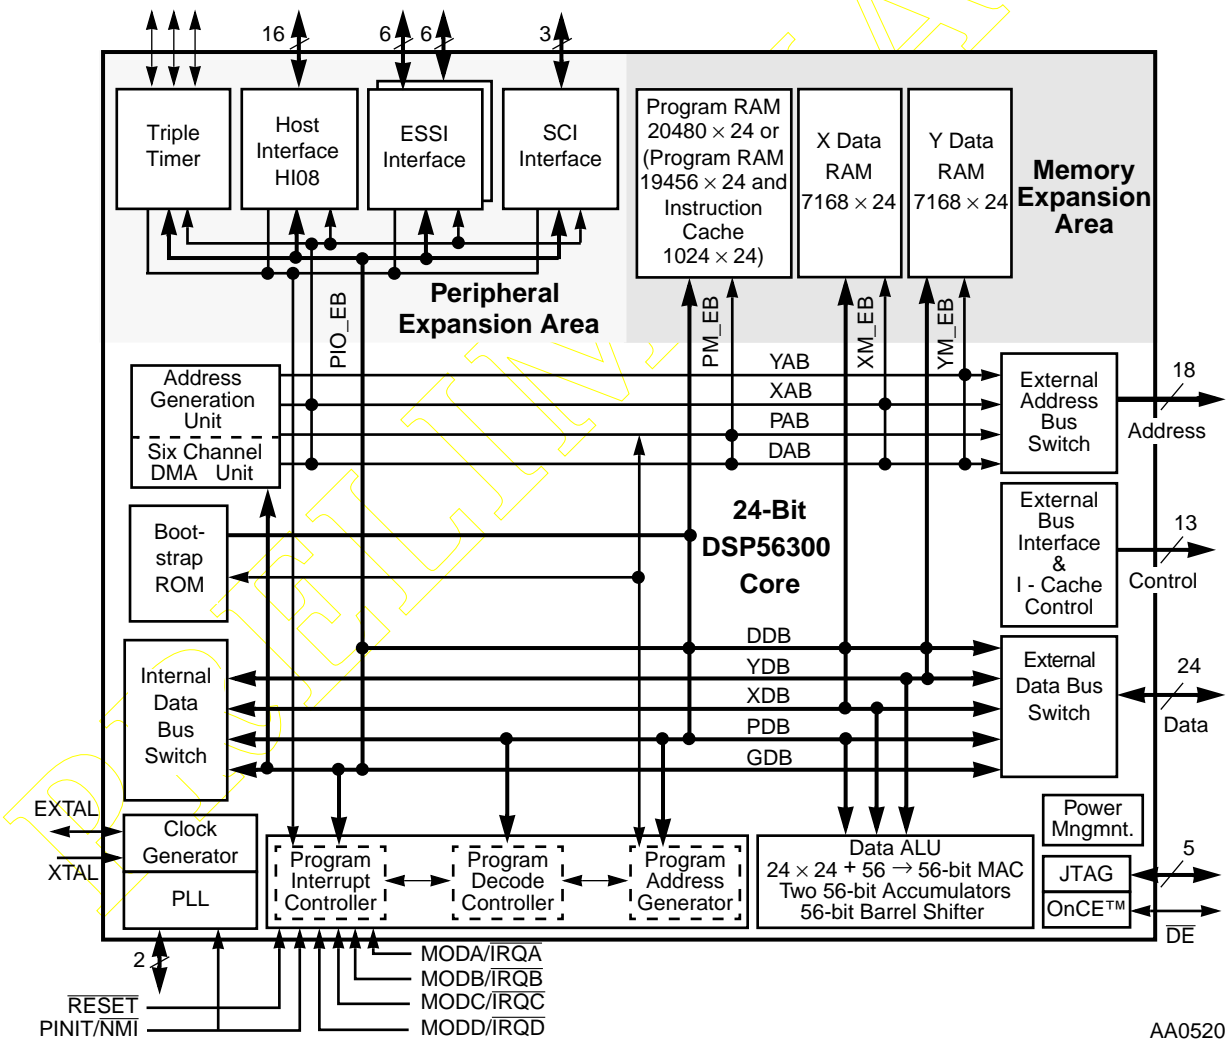 16
6
6
3
Triple
Timer
Host
Interface
HI08
ESSI
Interface
SCI
Interface
Program RAM
20480 × 24 or
(Program RAM
19456 × 24 and
Instruction
Cache
1024 × 24)
X Data
RAM
7168 × 24
Y Data
RAM
7168 × 24
Memory
Expansion
Area
Peripheral
Expansion Area
PIO_EB
PM_EB
XM_EB
YM_EB
Address
Generation
Unit
Six Channel
DMA Unit
YAB
XAB
PAB
DAB
External
Address
Bus
Switch
18
Address
Boot-
strap
ROM
24-Bit
DSP56300
Core
External
Bus
Interface
&
I - Cache
Control
13
Control
Internal
Data
Bus
Switch
DDB
YDB
XDB
PDB
GDB
External
Data Bus
Switch
24
Data
EXTAL
XTAL
Clock
Generator
PLL
2
Program
Interrupt
Controller
Program
Decode
Controller
Program
Address
Generator
Data ALU
24 × 24 + 56 → 56-bit MAC
Two 56-bit Accumulators
56-bit Barrel Shifter
Power
Mngmnt.
JTAG
OnCE™
5
DE
MODA/IRQA
MODB/IRQB
MODC/IRQC
MODD/IRQD
RESET
PINIT/NMI
AA0520
PRELIMINARY